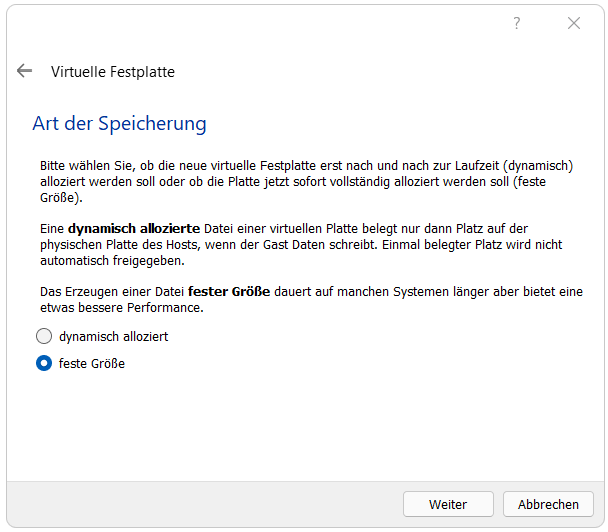 ?
Virtuelle Festplatte
Art der Speicherung
Bitte wählen Sie, ob die neue virtuelle Festplatte erst nach und nach zur Laufzeit (dynamisch)
alloziert werden soll oder ob die Platte jetzt sofort vollständig alloziert werden soll (feste
Größe).
Eine dynamisch allozierte Datei einer virtuellen Platte belegt nur dann Platz auf der
physischen Platte des Hosts, wenn der Gast Daten schreibt. Einmal belegter Platz wird nicht
automatisch freigegeben.
Das Erzeugen einer Datei fester Größe dauert auf manchen Systemen länger aber bietet eine
etwas bessere Performance.
dynamisch alloziert
feste Größe
Weiter
Abbrechen